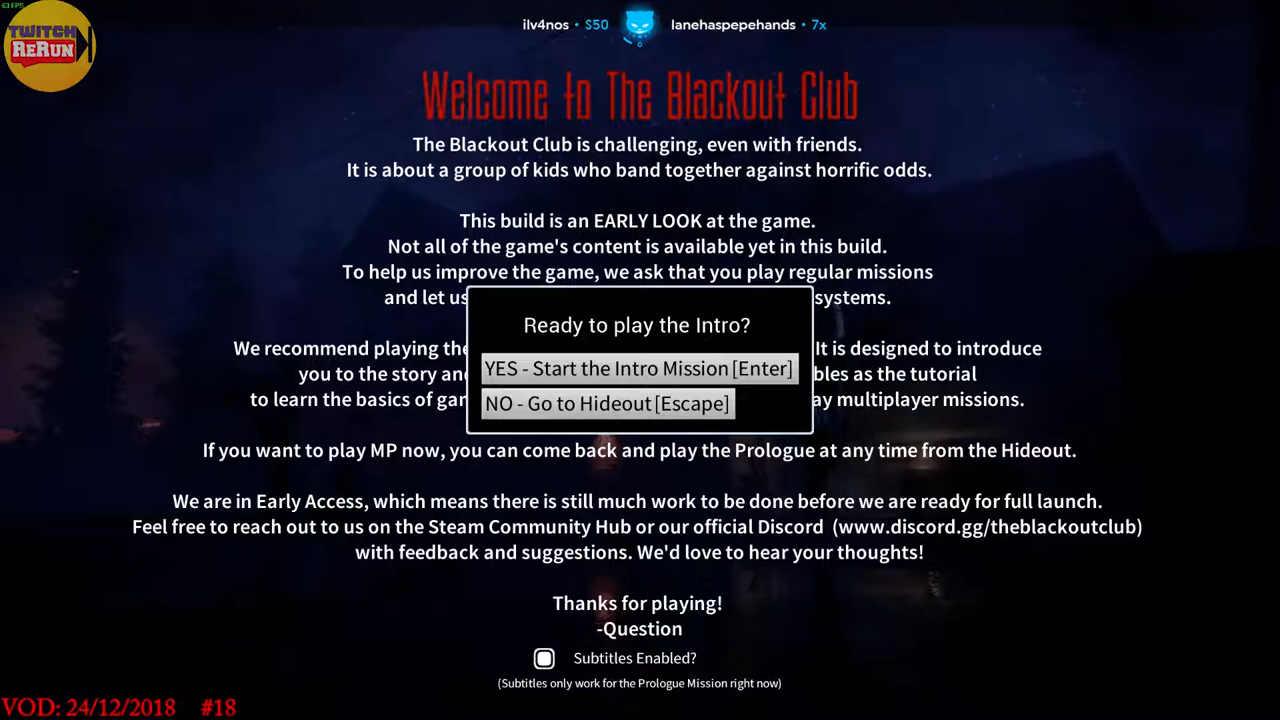 63 FPS
TWITCH
RERUN
ilv4nos • S50 lanehaspepehands • 7x
Welcome to The Blackout Club
The Blackout Club is challenging, even with friends.
It is about a group of kids who band together against horrific odds.
This build is an EARLY LOOK at the game.
Not all of the game's content is available yet in this build.
To help us improve the game, we ask that you play regular missions
and let us systems.
Ready to play the Intro?
We recommend playing the It is designed to introduce
YES - Start the Intro Mission [Enter]
you to the story and bles as the tutorial
NO - Go to Hideout [Escape]
to learn the basics of gam ay multiplayer missions.
If you want to play MP now, you can come back and play the Prologue at any time from the Hideout.
We are in Early Access, which means there is still much work to be done before we are ready for full launch.
Feel free to reach out to us on the Steam Community Hub or our official Discord (www.discord.gg/theblackoutclub)
with feedback and suggestions. We'd love to hear your thoughts!
Thanks for playing!
-Question
Subtitles Enabled?
(Subtitles only work for the Prologue Mission right now)
VOD: 24/12/2018 #18